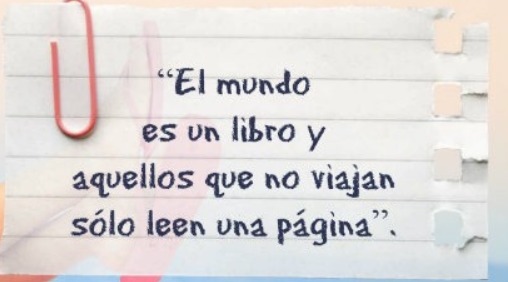 “El mundo
es un libro y
aquellos que no viajan
sólo leen una página”.